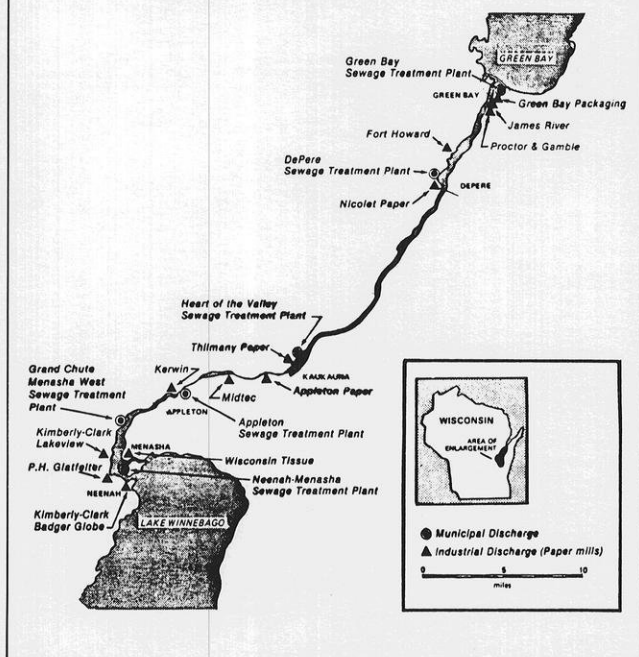 Green Bay
Sewage Treatment Plant
GREEN BAY
GREEN BAY
Green Bay Packaging
James River
Proctor & Gamble
Fort Howard
DePere
Sewage Treatment Plant
DEPERE
Nicolet Paper
Heart of the Valley
Sewage Treatment Plant
Thilmany Paper
KAUKAURA
Appleton Paper
Kerwin
Midtec
APPLETON
Appleton
Sewage Treatment Plant
Grand Chute
Menasha West
Sewage Treatment
Plant
Kimberly-Clark
Lakeview
MENASHA
Wisconsin Tissue
P.H. Glatfelter
Neenah-Menasha
Sewage Treatment Plant
NEENAH
Kimberly-Clark
Badger Globe
LAKE WINNEBAGO
WISCONSIN
AREA OF
ENLARGEMENT
Municipal Discharge
Industrial Discharge (Paper mills)
0 10
miles